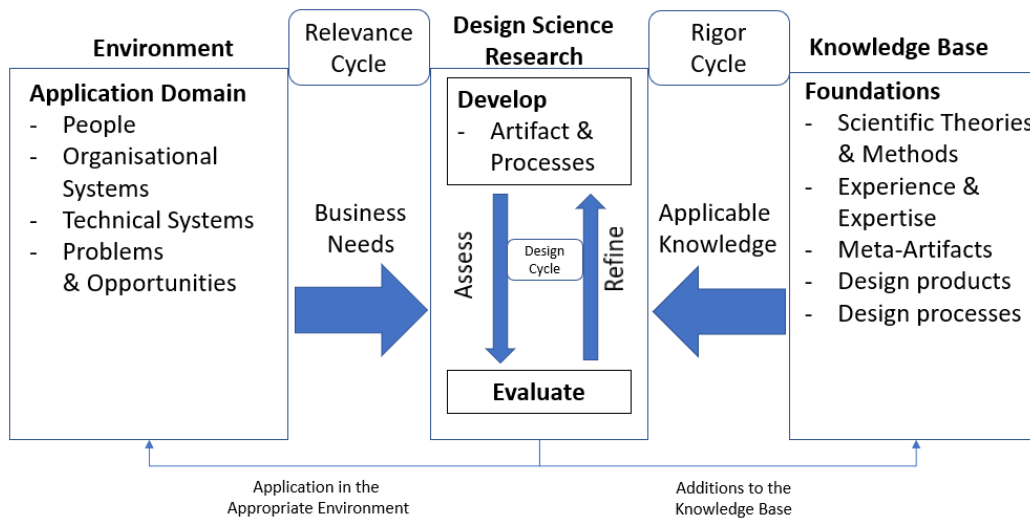 Environment
Relevance
Cycle
Design Science
Research
Rigor
Cycle
Knowledge Base
Application Domain
- People
- Organisational
Systems
- Technical Systems
- Problems
& Opportunities
Business
Needs
Develop
- Artifact &
Processes
Assess
Design
Cycle
Refine
Evaluate
Applicable
Knowledge
Foundations
- Scientific Theories
& Methods
- Experience &
Expertise
- Meta-Artifacts
- Design products
- Design processes
Application in the
Appropriate Environment
Additions to the
Knowledge Base